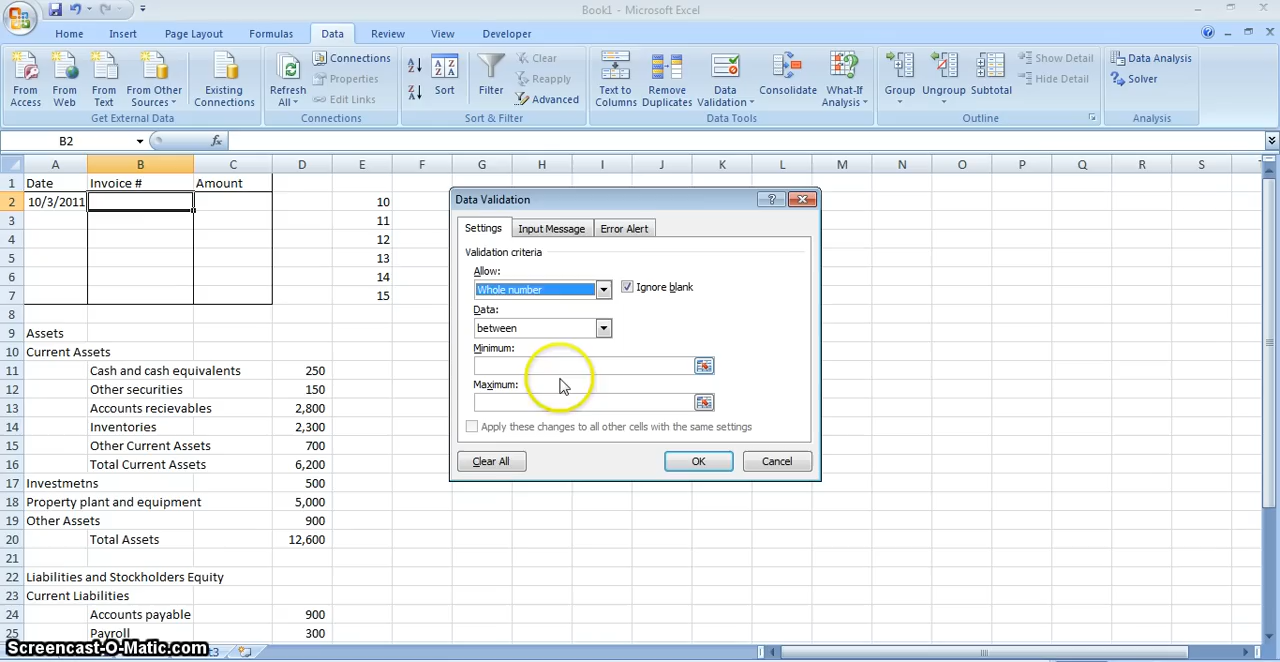 Book1 - Microsoft Excel
Home Insert Page Layout Formulas Data Review View Developer
From Access From Web From Text From Other Sources Existing Connections Refresh All Connections Properties Edit Links Sort Filter Clear Reapply Advanced Text to Columns Remove Duplicates Data Validation Consolidate What-If Analysis Group Ungroup Subtotal Show Detail Hide Detail Data Analysis Solver
Get External Data Connections Sort & Filter Data Tools Outline Analysis
B2 fx
A B C D E F G H I J K L M N O P Q R S
1 Date Invoice # Amount
2 10/3/2011 10
3 11
4 12
5 13
6 14
7 15
8
9 Assets
10 Current Assets
11 Cash and cash equivalents 250
12 Other securities 150
13 Accounts recievables 2,800
14 Inventories 2,300
15 Other Current Assets 700
16 Total Current Assets 6,200
17 Investmetns 500
18 Property plant and equipment 5,000
19 Other Assets 900
20 Total Assets 12,600
21
22 Liabilities and Stockholders Equity
23 Current Liabilities
24 Accounts payable 900
25 Payroll 300
Data Validation
Settings Input Message Error Alert
Validation criteria
Allow:
Whole number Ignore blank
Data:
between
Minimum:
Maximum:
Apply these changes to all other cells with the same settings
Clear All OK Cancel
Screencast-O-Matic.com